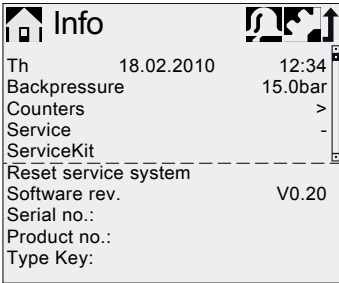 Info
Th 18.02.2010 12:34
Backpressure 15.0bar
Counters >
Service -
ServiceKit
Reset service system
Software rev. V0.20
Serial no.:
Product no.:
Type Key: